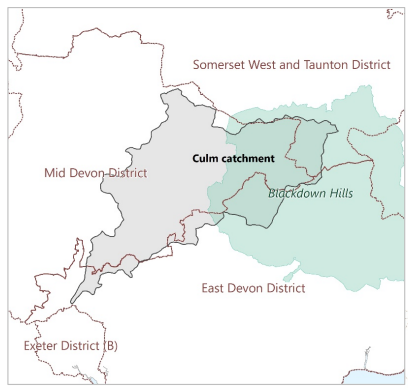 Somerset West and Taunton District
Culm catchment
Mid Devon District
Blackdown Hills
East Devon District
Exeter District (B)